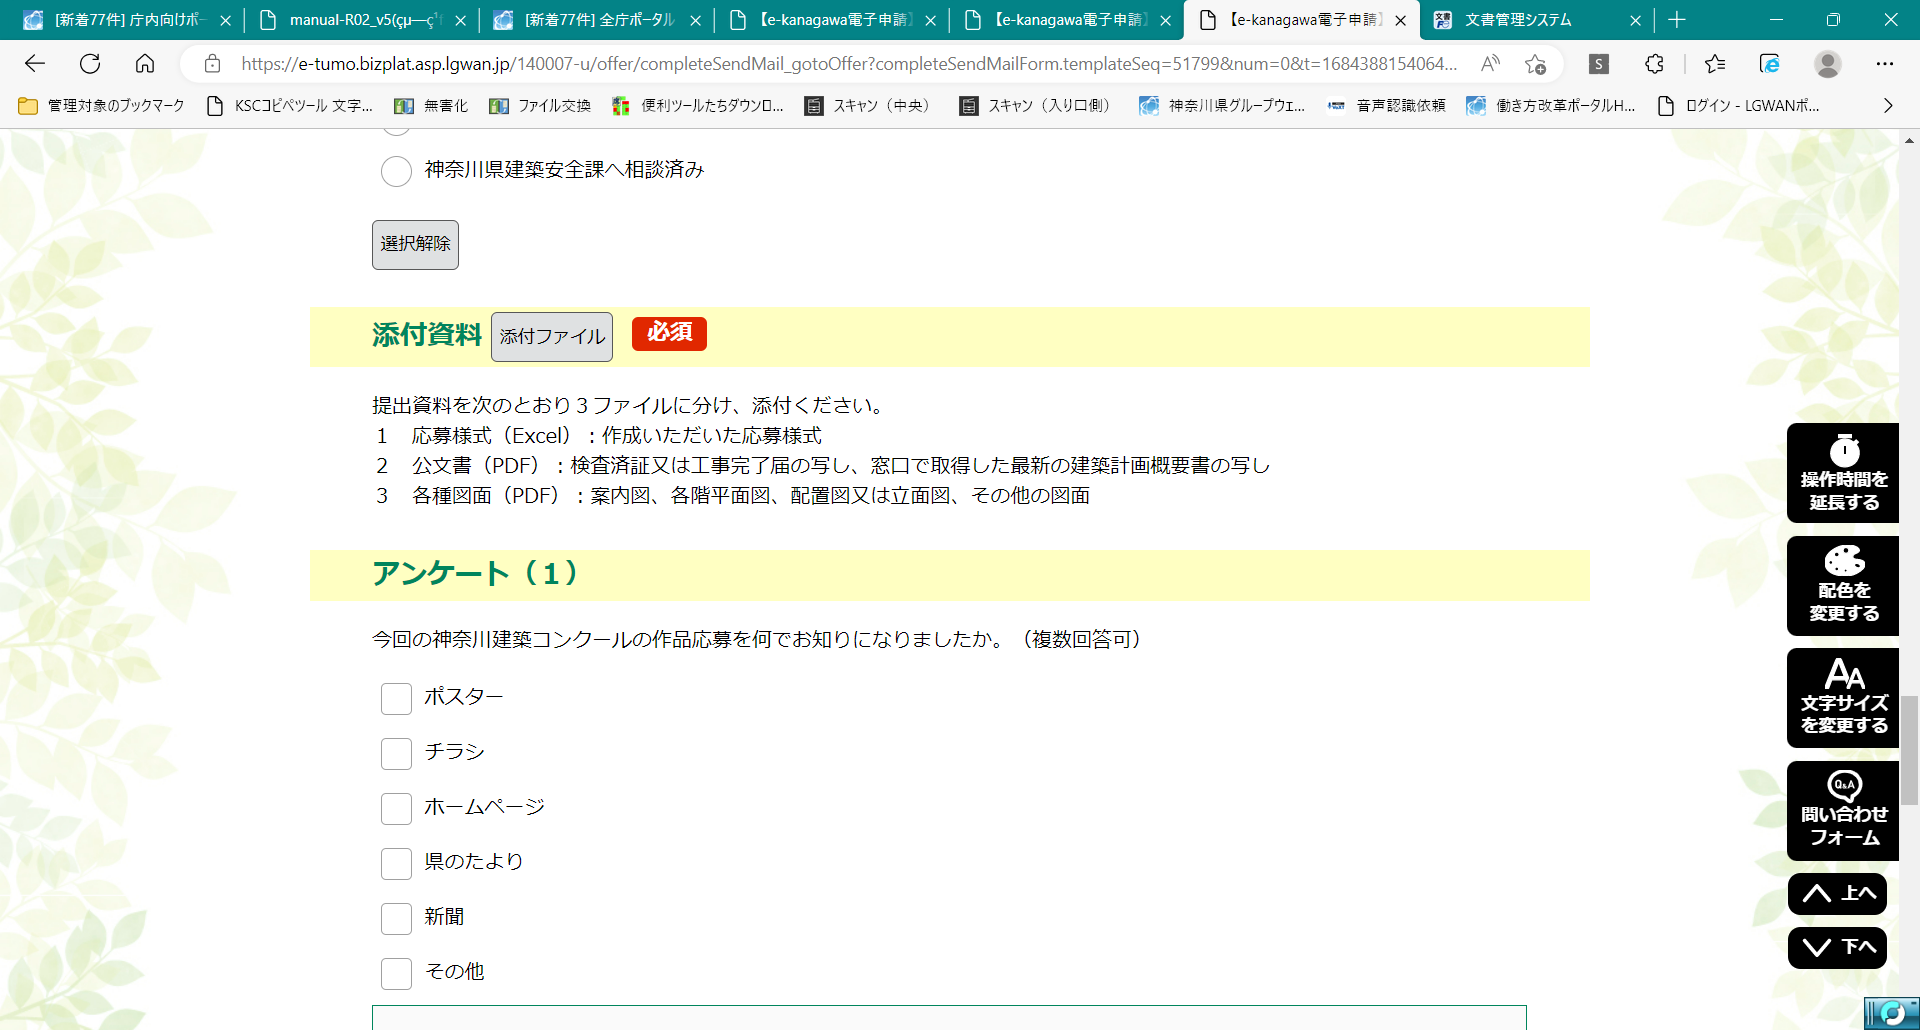 [新着77件] 庁内向けポー
manual-R02_v5(çµ—ç¹
[新着77件] 全庁ポータル
【e-kanagawa電子申請】
【e-kanagawa電子申請】
【e-kanagawa電子申請】
文書管理システム
https://e-tumo.bizplat.asp.lgwan.jp/140007-u/offer/completeSendMail_gotoOffer?completeSendMailForm.templateSeq=51799&num=0&t=1684388154064...
管理対象のブックマーク
KSCコピペツール 文字...
無害化
ファイル交換
便利ツールたちダウンロ...
スキャン（中央）
スキャン（入り口側）
神奈川県グループウェ...
音声認識依頼
働き方改革ポータルH...
ログイン - LGWANポ...
神奈川県建築安全課へ相談済み
選択解除
添付資料 添付ファイル 必須
提出資料を次のとおり３ファイルに分け、添付ください。
１　応募様式（Excel）：作成いただいた応募様式
２　公文書（PDF）：検査済証又は工事完了届の写し、窓口で取得した最新の建築計画概要書の写し
３　各種図面（PDF）：案内図、各階平面図、配置図又は立面図、その他の図面
アンケート（１）
今回の神奈川建築コンクールの作品応募を何でお知りになりましたか。（複数回答可）
ポスター
チラシ
ホームページ
県のたより
新聞
その他
操作時間を
延長する
配色を
変更する
文字サイズ
を変更する
Q&A
問い合わせ
フォーム
上へ
下へ